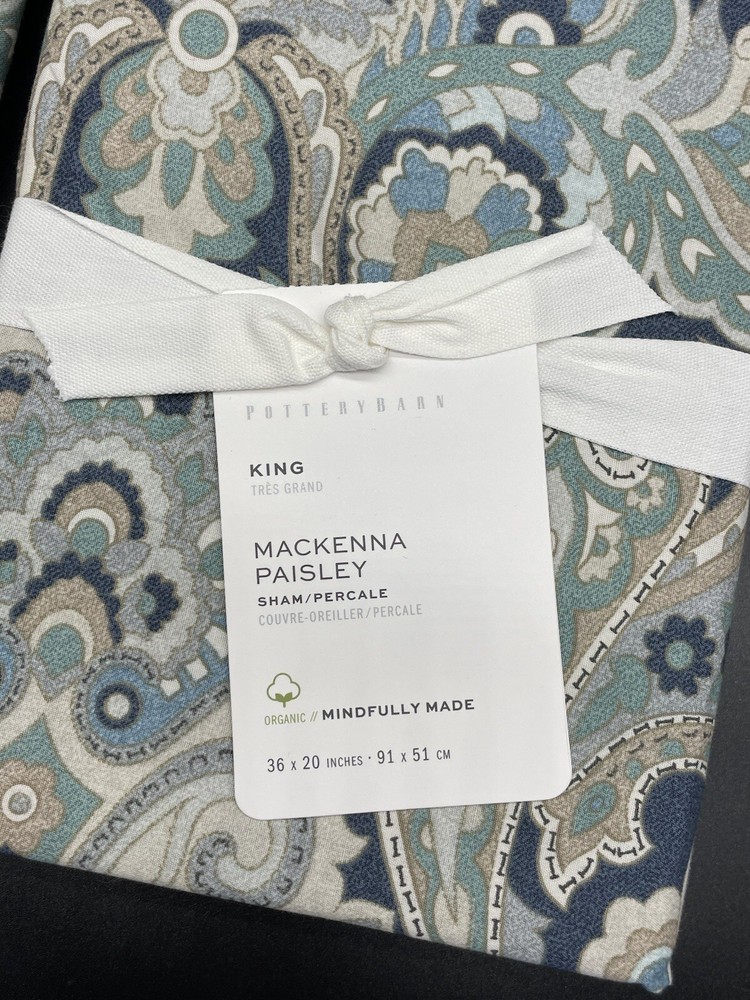 POTTERYBARN
KING
TRÈS GRAND
MACKENNA
PAISLEY
SHAM/PERCALE
COUVRE-OREILLER/PERCALE
ORGANIC // MINDFULLY MADE
36 x 20 INCHES · 91 x 51 CM